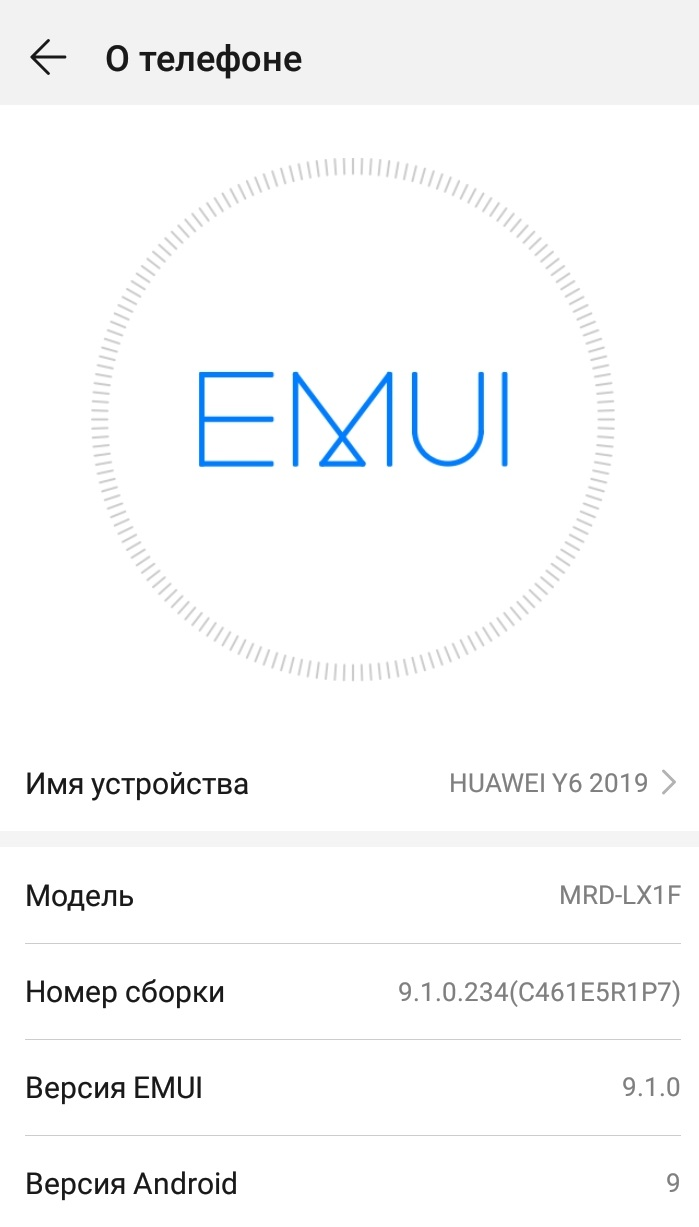 О телефоне
EMUI
Имя устройства HUAWEI Y6 2019
Модель MRD-LX1F
Номер сборки 9.1.0.234(C461E5R1P7)
Версия EMUI 9.1.0
Версия Android 9